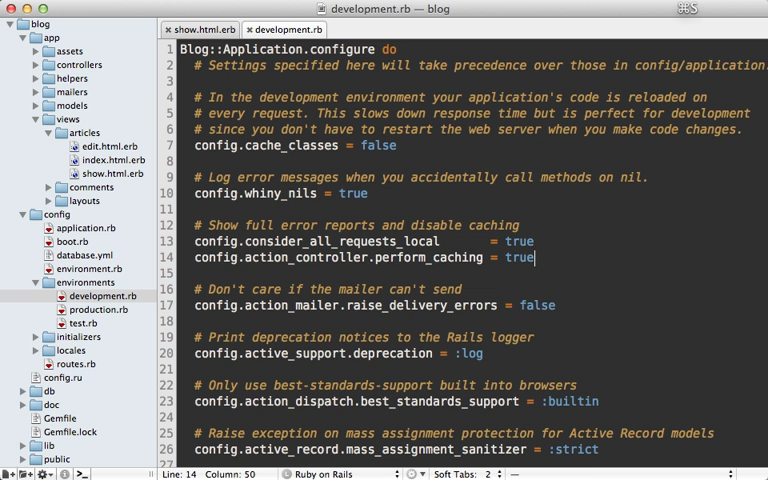 development.rb — blog
⌘S
blog
app
assets
controllers
helpers
mailers
models
views
articles
edit.html.erb
index.html.erb
show.html.erb
comments
layouts
config
application.rb
boot.rb
database.yml
environment.rb
environments
development.rb
production.rb
test.rb
initializers
locales
routes.rb
config.ru
db
doc
Gemfile
Gemfile.lock
lib
public
show.html.erb development.rb
1 Blog::Application.configure do
2 # Settings specified here will take precedence over those in config/application.
3
4 # In the development environment your application's code is reloaded on
5 # every request. This slows down response time but is perfect for development
6 # since you don't have to restart the web server when you make code changes.
7 config.cache_classes = false
8
9 # Log error messages when you accidentally call methods on nil.
10 config.whiny_nils = true
11
12 # Show full error reports and disable caching
13 config.consider_all_requests_local = true
14 config.action_controller.perform_caching = true
15
16 # Don't care if the mailer can't send
17 config.action_mailer.raise_delivery_errors = false
18
19 # Print deprecation notices to the Rails logger
20 config.active_support.deprecation = :log
21
22 # Only use best-standards-support built into browsers
23 config.action_dispatch.best_standards_support = :builtin
24
25 # Raise exception on mass assignment protection for Active Record models
26 config.active_record.mass_assignment_sanitizer = :strict
27
Line: 14 Column: 50 Ruby on Rails Soft Tabs: 2 —